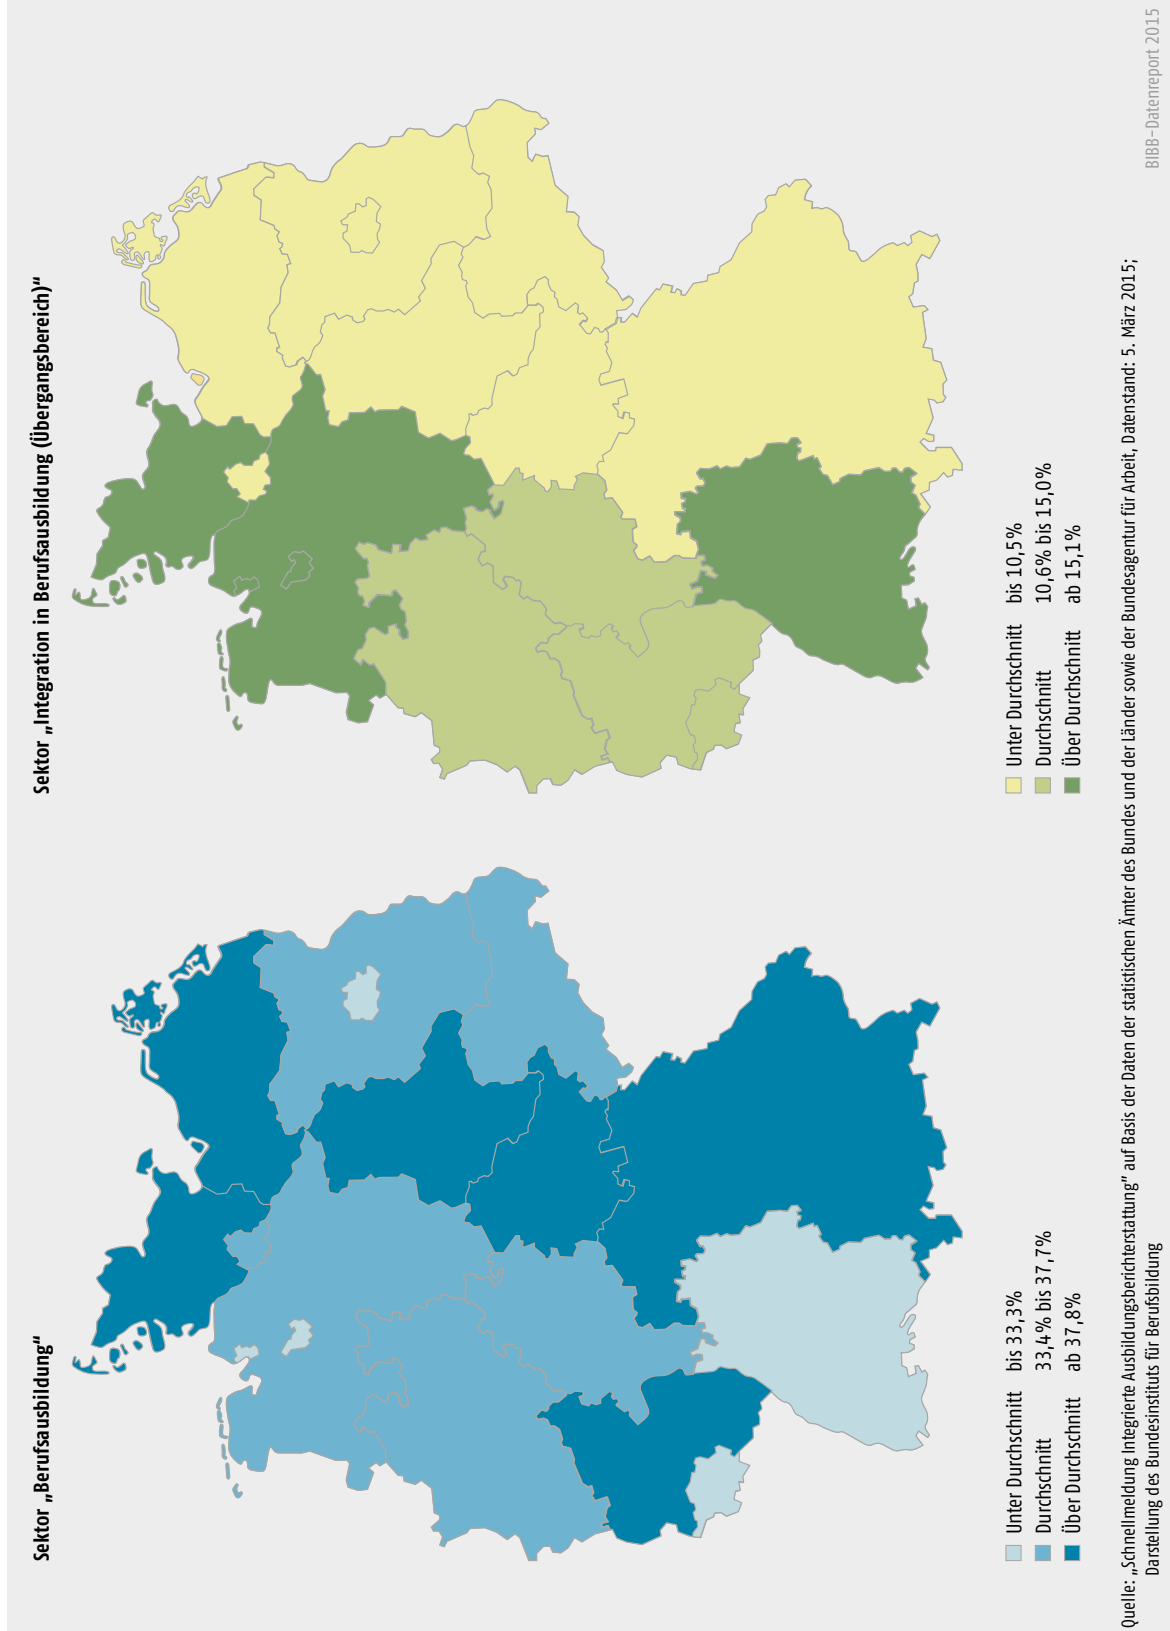 Sektor „Berufsausbildung“
Sektor „Integration in Berufsausbildung (Übergangsbereich)“
Unter Durchschnitt bis 33,3%
Durchschnitt 33,4% bis 37,7%
Über Durchschnitt ab 37,8%
Unter Durchschnitt bis 10,5%
Durchschnitt 10,6% bis 15,0%
Über Durchschnitt ab 15,1%
Quelle: „Schnellmeldung Integrierte Ausbildungsberichterstattung“ auf Basis der Daten der statistischen Ämter des Bundes und der Länder sowie der Bundesagentur für Arbeit, Datenstand: 5. März 2015;
Darstellung des Bundesinstituts für Berufsbildung
BIBB-Datenreport 2015